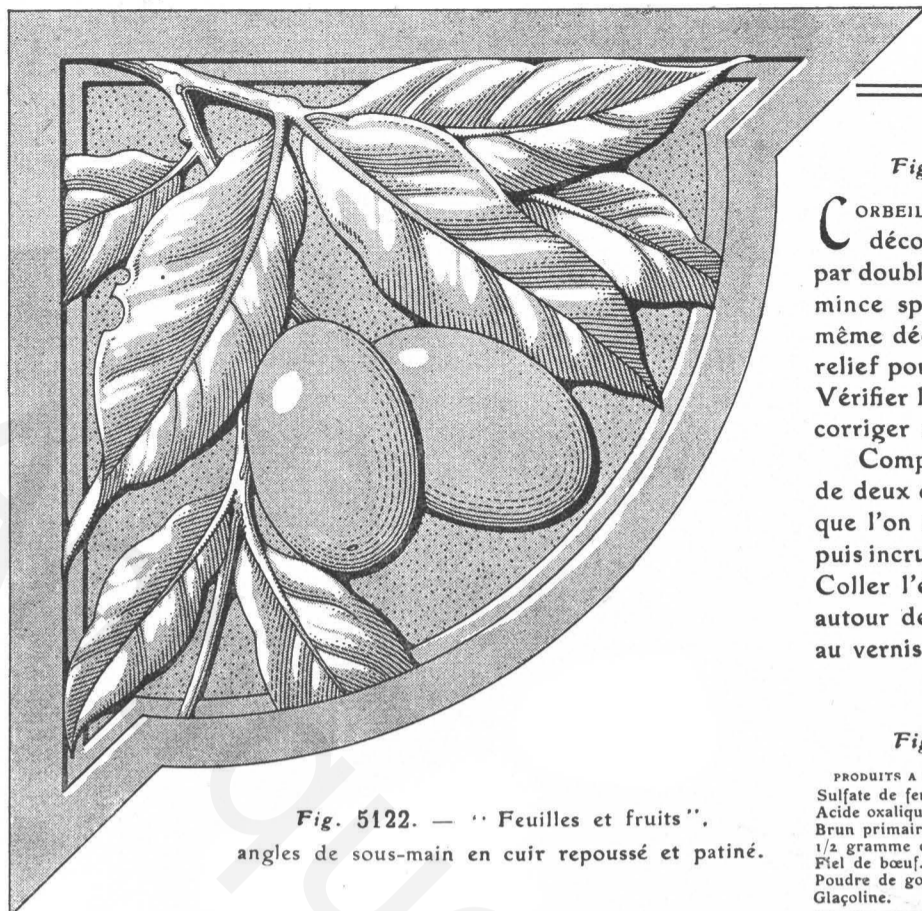 Fig. 5122. — “Feuilles et fruits”,
angles de sous-main en cuir repoussé et patiné.
Fig
CORBEIL
déco
par doubl
mince sp
même déc
relief pou
Vérifier l
corriger
Comp
de deux c
que l'on
puis incru
Coller l'e
autour de
au vernis
Fig
PRODUITS A
Sulfate de fer
Acide oxaliqu
Brun primair
1/2 gramme
Fiel de bœuf.
Poudre de go
Glaçoline.